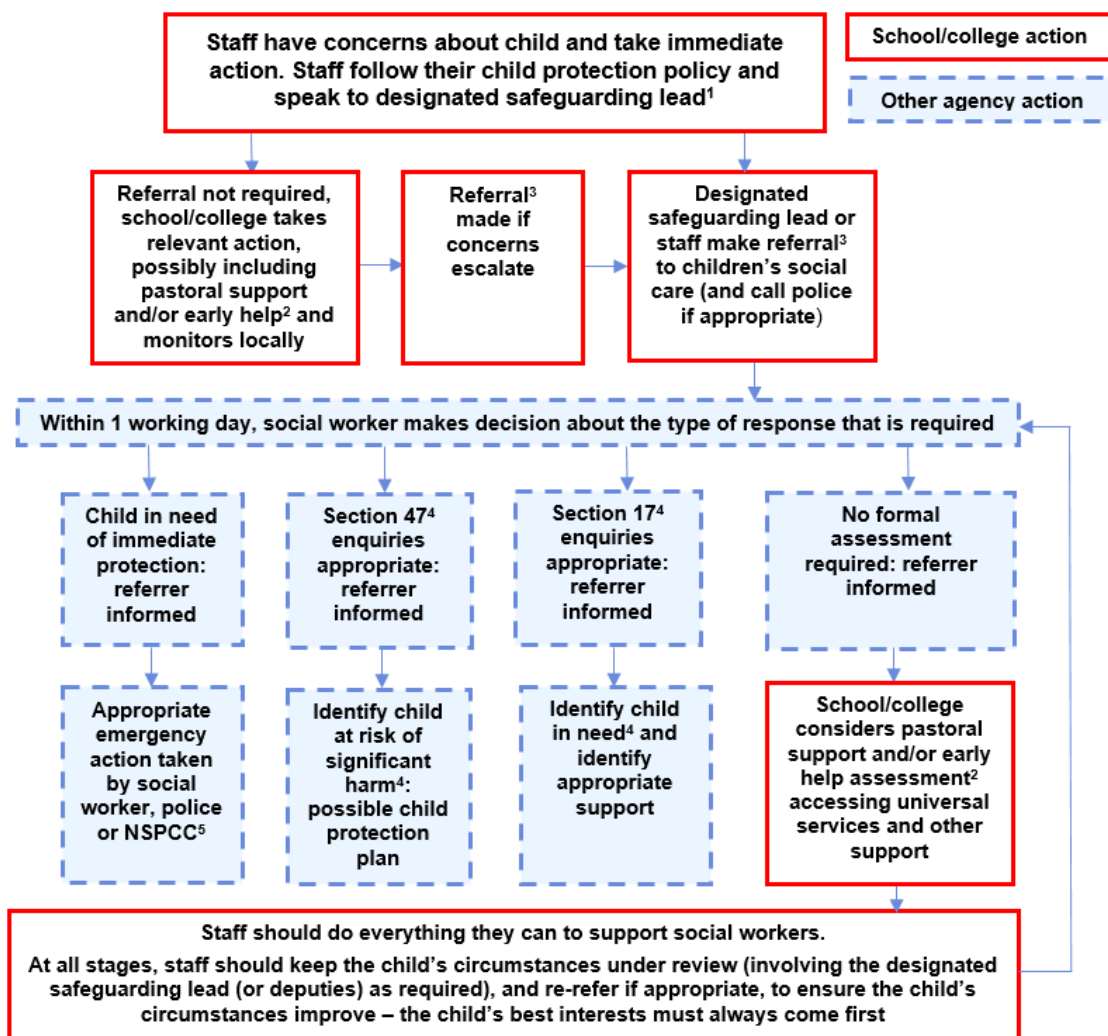 Staff have concerns about child and take immediate
action. Staff follow their child protection policy and
speak to designated safeguarding lead¹
School/college action
Other agency action
Referral not required,
school/college takes
relevant action,
possibly including
pastoral support
and/or early help² and
monitors locally
Referral³
made if
concerns
escalate
Designated
safeguarding lead or
staff make referral³
to children’s social
care (and call police
if appropriate)
Within 1 working day, social worker makes decision about the type of response that is required
Child in need
of immediate
protection:
referrer
informed
Section 47⁴
enquiries
appropriate:
referrer
informed
Section 17⁴
enquiries
appropriate:
referrer
informed
No formal
assessment
required: referrer
informed
Appropriate
emergency
action taken
by social
worker, police
or NSPCC⁵
Identify child
at risk of
significant
harm⁴:
possible child
protection
plan
Identify child
in need⁴ and
identify
appropriate
support
School/college
considers pastoral
support and/or early
help assessment²
accessing universal
services and other
support
Staff should do everything they can to support social workers.
At all stages, staff should keep the child’s circumstances under review (involving the designated
safeguarding lead (or deputies) as required), and re-refer if appropriate, to ensure the child’s
circumstances improve – the child’s best interests must always come first